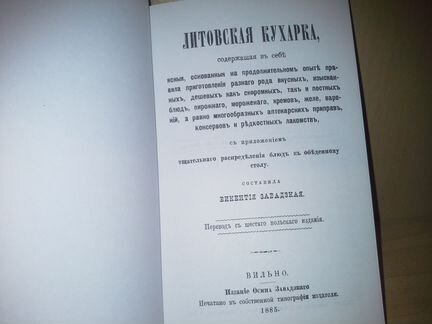 ЛИТОВСКАЯ КУХАРКА,
содержащая въ себѣ
ясныя, основанныя на продолжительномъ опытѣ пра-
вила приготовленія разнаго рода вкусныхъ, изыскан-
ныхъ, дешевыхъ какъ скоромныхъ, такъ и постныхъ
блюдъ, пирожнаго, мороженаго, кремовъ, желе, варе-
ній, а равно многообразныхъ аптекарскихъ приправъ,
консервовъ и рѣдкостныхъ лакомствъ,
съ приложеніемъ
тщательнаго распредѣленія блюдъ къ обѣденному
столу.
СОСТАВИЛА
ВИКЕНТІЯ ЗАВАДЗКАЯ.
Переводъ съ шестаго польскаго изданія.
ВИЛЬНО.
Изданіе Осипа Завадзкаго
Печатано въ собственной типографіи издателя.
1885.